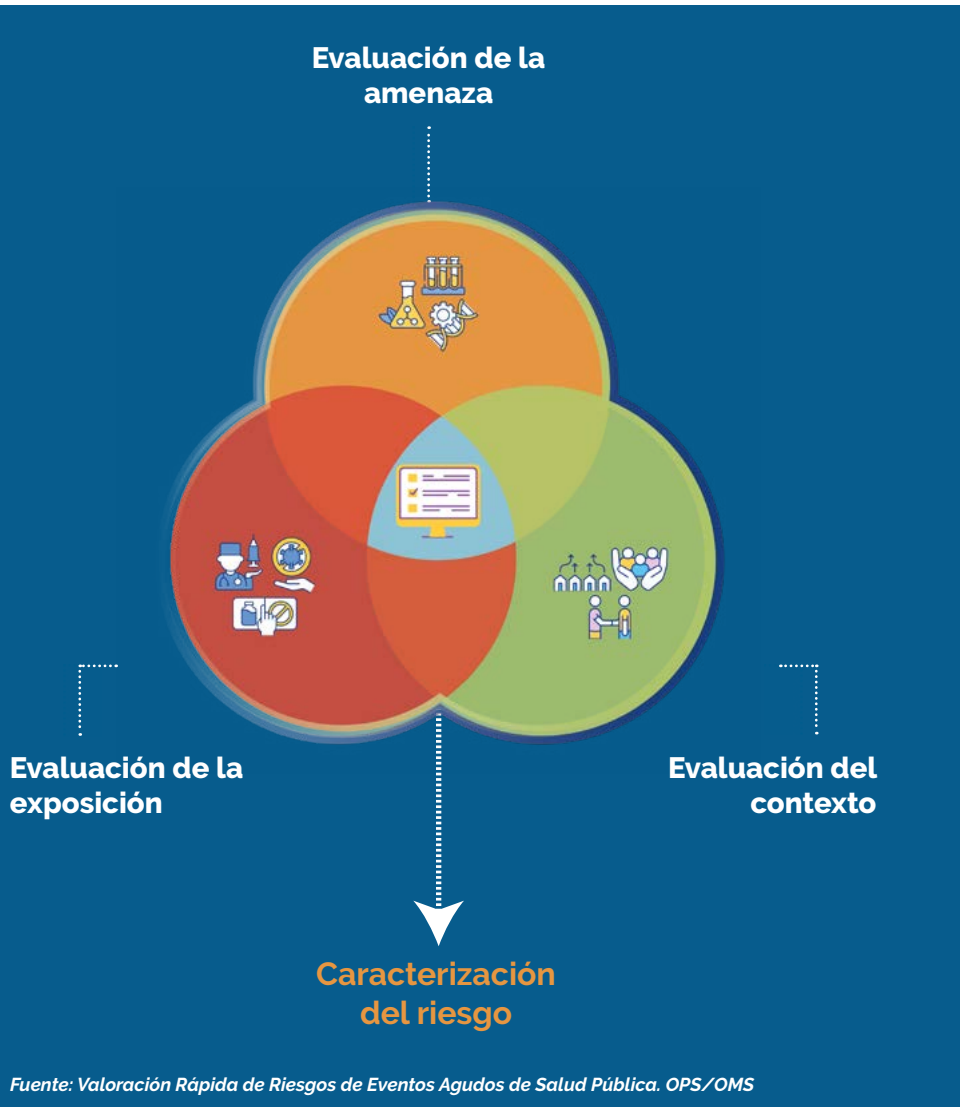 Evaluación de la
amenaza
Evaluación de la
exposición
Evaluación del
contexto
Caracterización
del riesgo
Fuente: Valoración Rápida de Riesgos de Eventos Agudos de Salud Pública. OPS/OMS